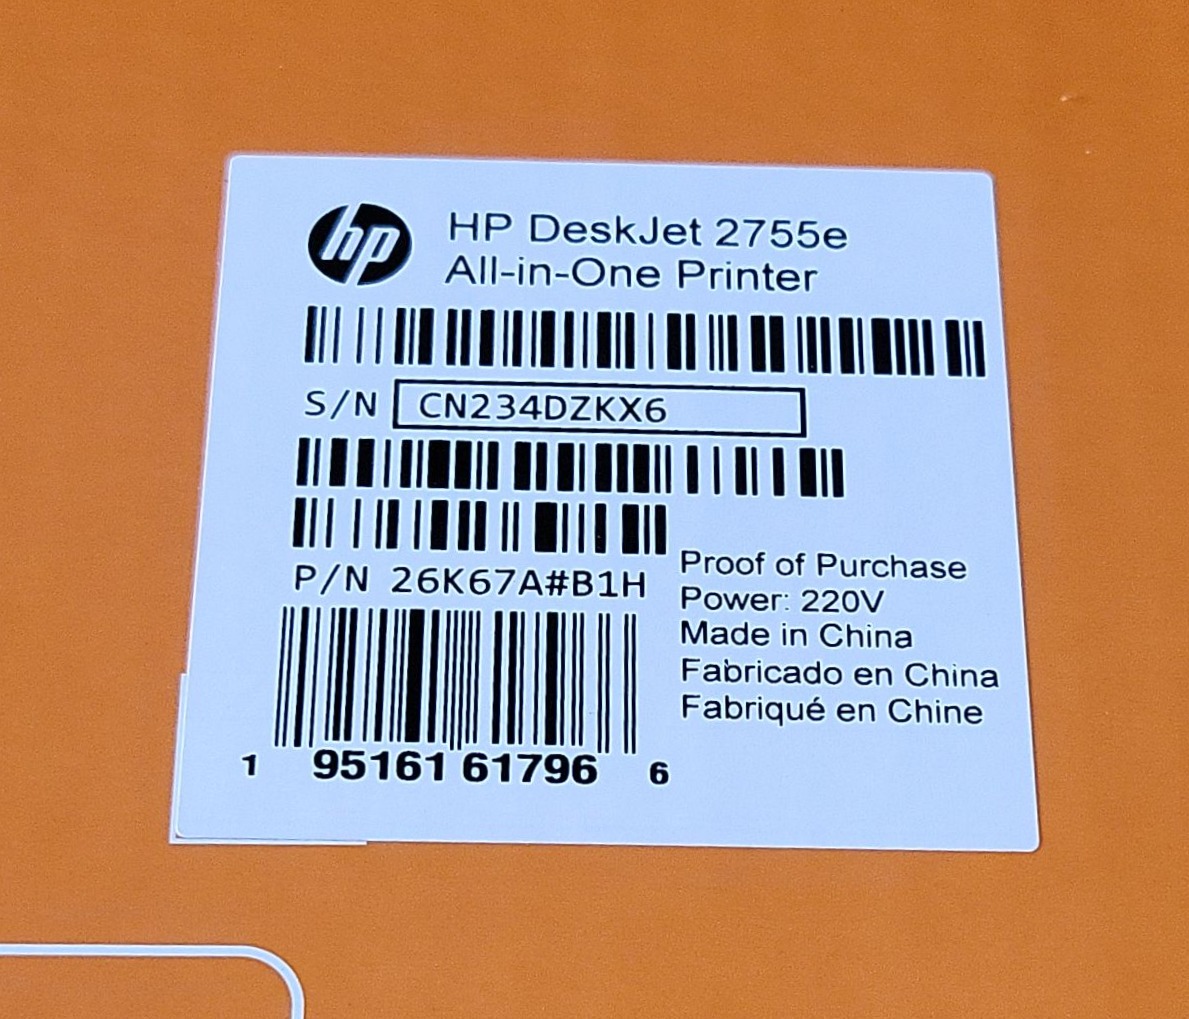 hp
HP DeskJet 2755e
All-in-One Printer
S/N CN234DZKX6
P/N 26K67A#B1H
Proof of Purchase
Power: 220V
Made in China
Fabricado en China
Fabriqué en Chine
1 95161 61796 6